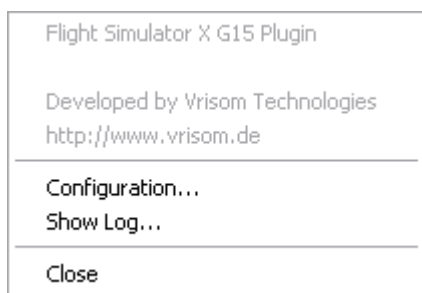 Flight Simulator X G15 Plugin
Developed by Vrisom Technologies
http://www.vrisom.de
Configuration...
Show Log...
Close